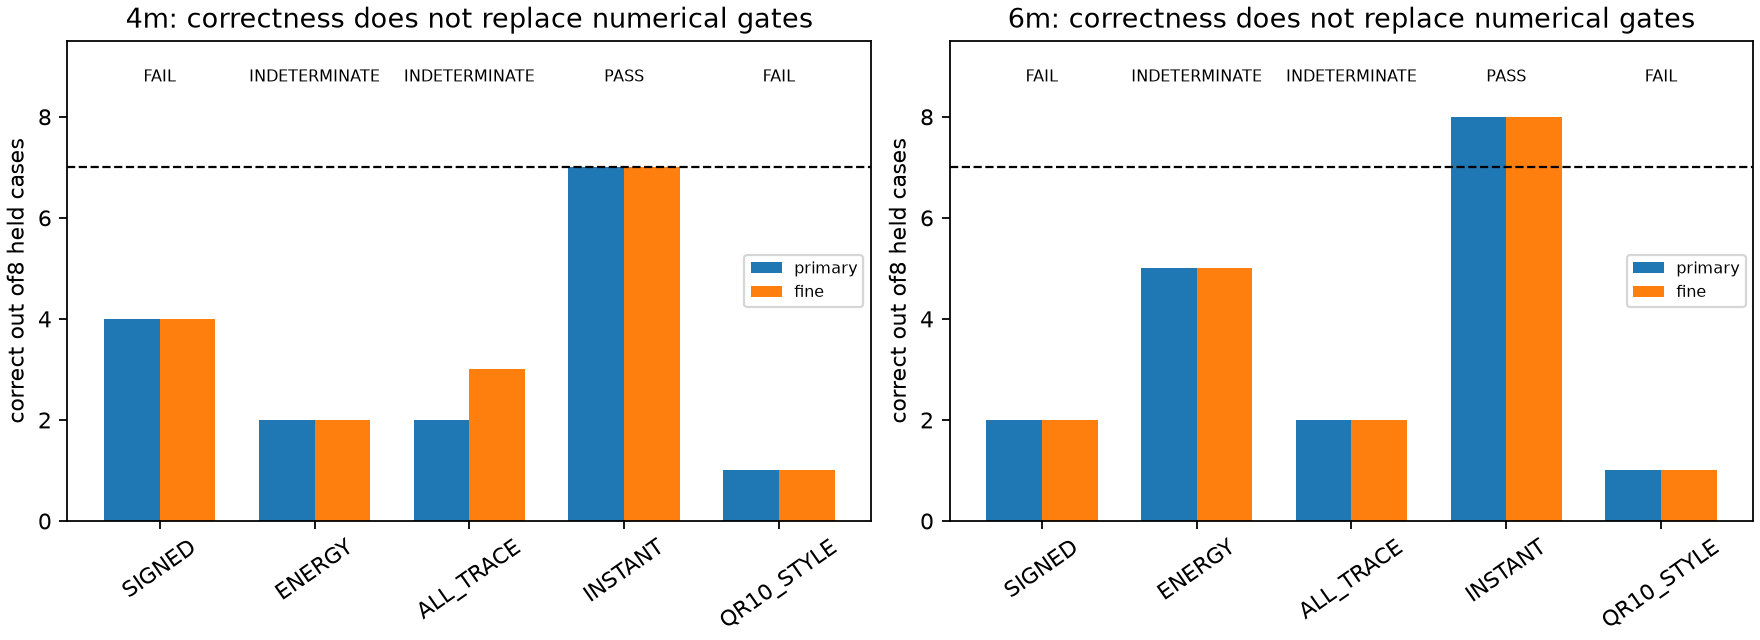 4m: correctness does not replace numerical gates
FAIL INDETERMINATE INDETERMINATE PASS FAIL
correct out of8 held cases
8
6
4
2
0
primary
fine
SIGNED ENERGY ALL_TRACE INSTANT QR10_STYLE
6m: correctness does not replace numerical gates
FAIL INDETERMINATE INDETERMINATE PASS FAIL
correct out of8 held cases
8
6
4
2
0
primary
fine
SIGNED ENERGY ALL_TRACE INSTANT QR10_STYLE